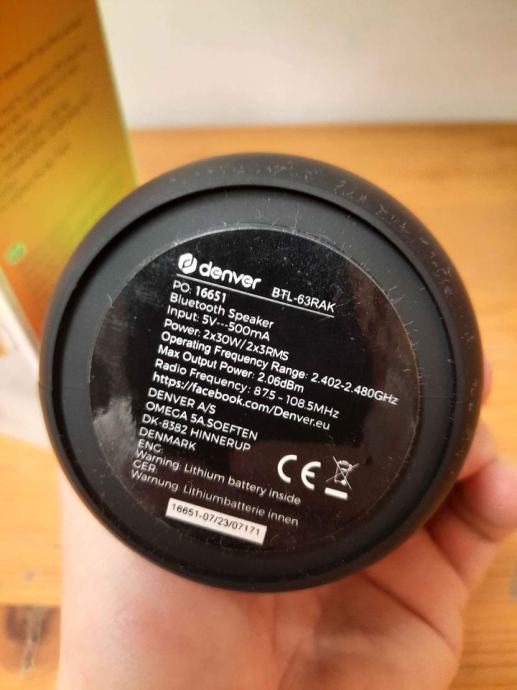 denver BTL-63RAK
PO: 16651
Bluetooth Speaker
Input: 5V---500mA
Power: 2x30W/2x3RMS
Operating Frequency Range: 2.402-2.480GHz
Max Output Power: 2.06dBm
Radio Frequency: 875 - 108.5MHz
https://facebook.com/Denver.eu
DENVER A/S
OMEGA 5A.SOEFTEN
DK-8382 HINNERUP
DENMARK
ENG:
Warning: Lithium battery inside
GER:
Warnung: Lithiumbatterie innen
CE
16651-07/23/07171